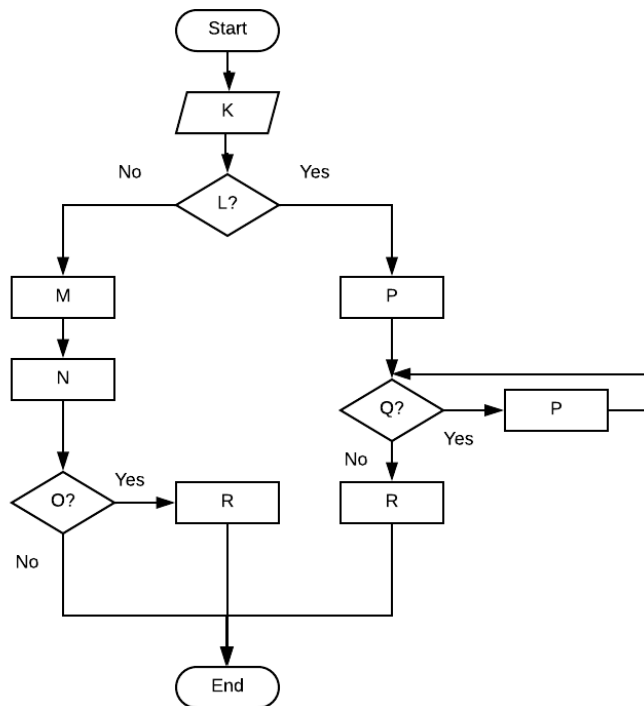 Start
K
No
Yes
L?
M
P
N
Q?
P
Yes
No
Yes
O?
R
R
No
End